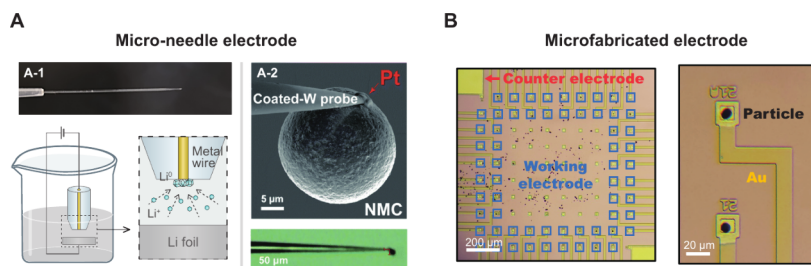 A
Micro-needle electrode
A-1
Metal
wire
Li⁰
Li⁺
Li foil
A-2
Pt
Coated-W probe
5 µm
NMC
50 µm
B
Microfabricated electrode
Counter electrode
Working
electrode
200 µm
Particle
Au
20 µm